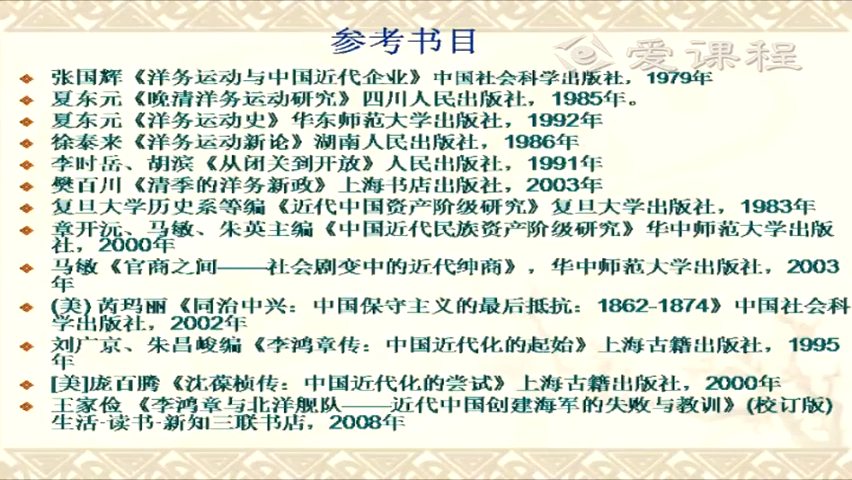 参考书目
爱课程
张国辉《洋务运动与中国近代企业》中国社会科学出版社，1979年
夏东元《晚清洋务运动研究》四川人民出版社，1985年。
夏东元《洋务运动史》华东师范大学出版社，1992年
徐泰来《洋务运动新论》湖南人民出版社，1986年
李时岳、胡滨《从闭关到开放》人民出版社，1991年
樊百川《清季的洋务新政》上海书店出版社，2003年
复旦大学历史系等编《近代中国资产阶级研究》复旦大学出版社，1983年
章开沅、马敏、朱英主编《中国近代民族资产阶级研究》华中师范大学出版
社，2000年
马敏《官商之间——社会剧变中的近代绅商》，华中师范大学出版社，2003
年
(美)芮玛丽《同治中兴：中国保守主义的最后抵抗：1862-1874》中国社会科
学出版社，2002年
刘广京、朱昌峻编《李鸿章传：中国近代化的起始》上海古籍出版社，1995
年
[美]庞百腾《沈葆桢传：中国近代化的尝试》上海古籍出版社，2000年
王家俭《李鸿章与北洋舰队——近代中国创建海军的失败与教训》(校订版)
生活-读书-新知三联书店，2008年